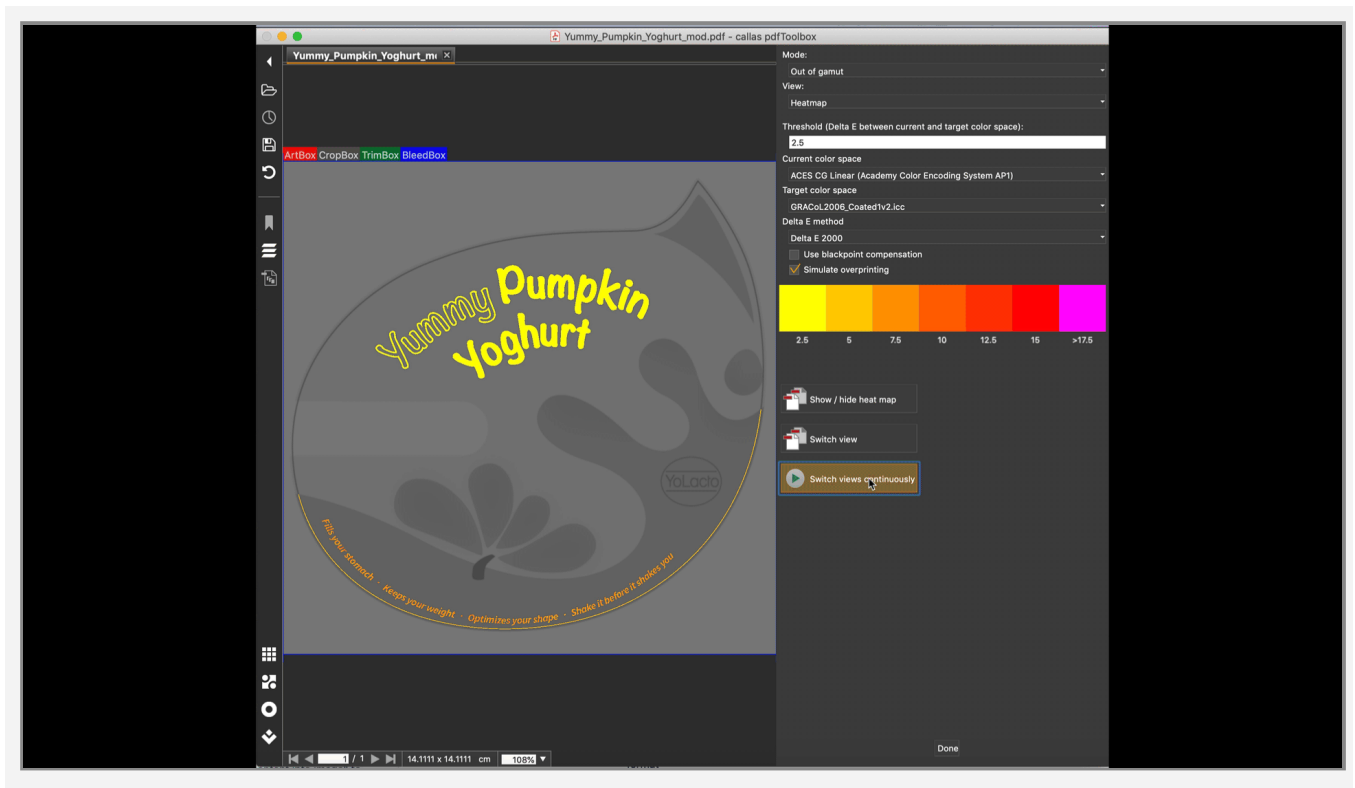 Yummy_Pumpkin_Yoghurt_mod.pdf - callas pdfToolbox
Yummy_Pumpkin_Yoghurt_mo
Mode:
Out of gamut
View:
Heatmap
Threshold (Delta E between current and target color space):
2.5
Current color space
ACES CG Linear (Academy Color Encoding System AP1)
Target color space
GRACoL2006_Coated1v2.icc
Delta E method
Delta E 2000
Use blackpoint compensation
Simulate overprinting
2.5 5 7.5 10 12.5 15 >17.5
Show / hide heat map
Switch view
Switch views continuously
Done
ArtBox CropBox TrimBox BleedBox
Yummy Pumpkin
Yoghurt
YoLacto
Fills your stomach · Keeps your weight · Optimizes your shape · Shake it before it shakes you
1 / 1 14.1111 x 14.1111 cm 108%